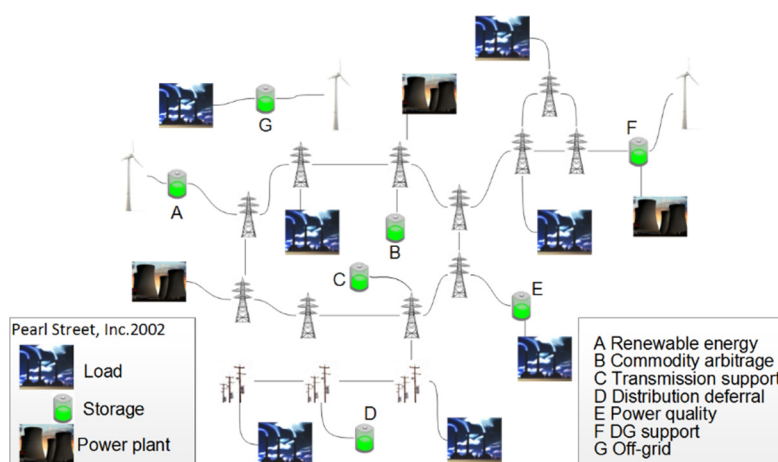 G
F
A
B
C
E
D
Pearl Street, Inc.2002
Load
Storage
Power plant
A Renewable energy
B Commodity arbitrage
C Transmission support
D Distribution deferral
E Power quality
F DG support
G Off-grid